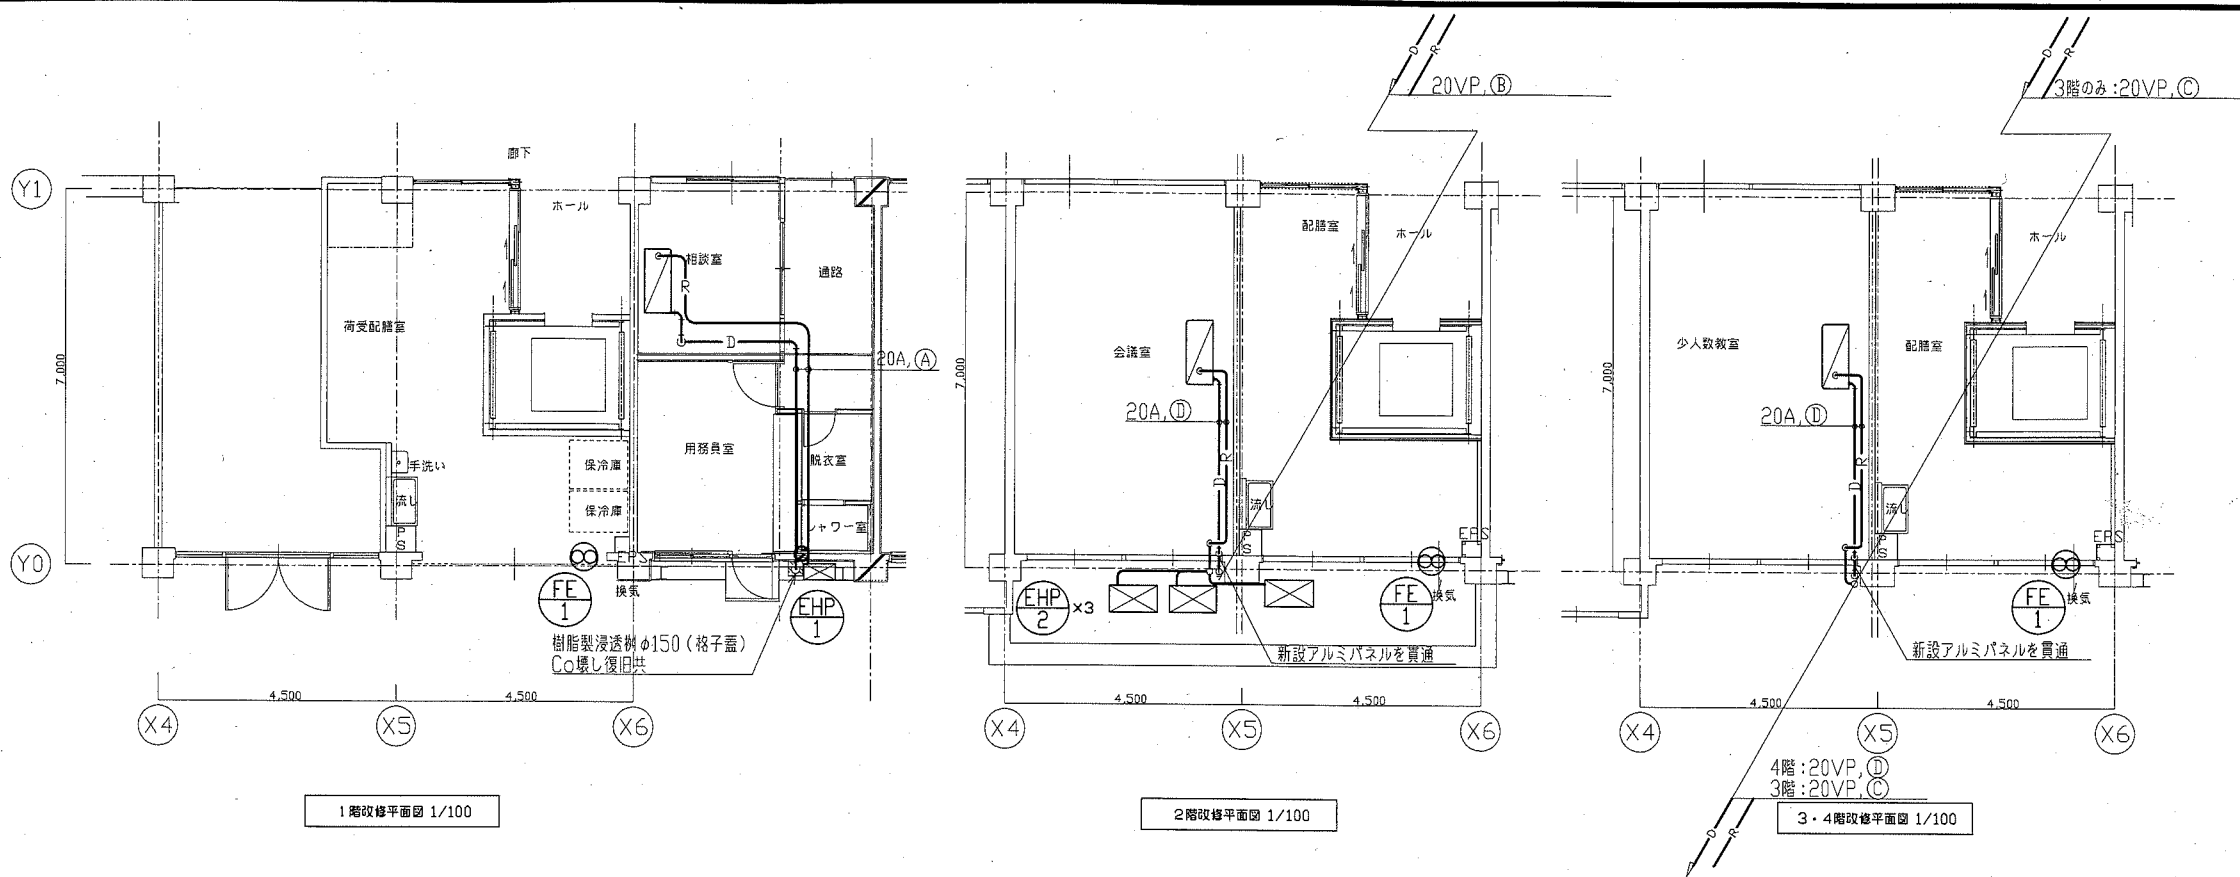 廊下
Y1
ホール
相談室
通路
R
荷受配膳室
7,000
D
20A,Ⓐ
手洗い
用務員室
脱衣室
保冷庫
流し
保冷庫
シャワー室
PS
Y0
EPS
換気
FE
1
EHP
1
樹脂製浸透桝φ150(格子蓋)
Co壊し復旧共
4,500
4,500
X4
X5
X6
1階改修平面図 1/100
D
R
20VP,Ⓑ
配膳室
ホール
会議室
7,000
20A,Ⓓ
R
D
流し
PS
EPS
EHP
2
×3
FE
1
換気
新設アルミパネルを貫通
4,500
4,500
X4
X5
X6
2階改修平面図 1/100
D
R
3階のみ:20VP,Ⓒ
ホール
少人数教室
配膳室
7,000
20A,Ⓓ
R
D
流し
PS
EPS
FE
1
換気
新設アルミパネルを貫通
4,500
4,500
X4
X5
X6
4階:20VP,Ⓓ
3階:20VP,Ⓒ
3・4階改修平面図 1/100
D
R